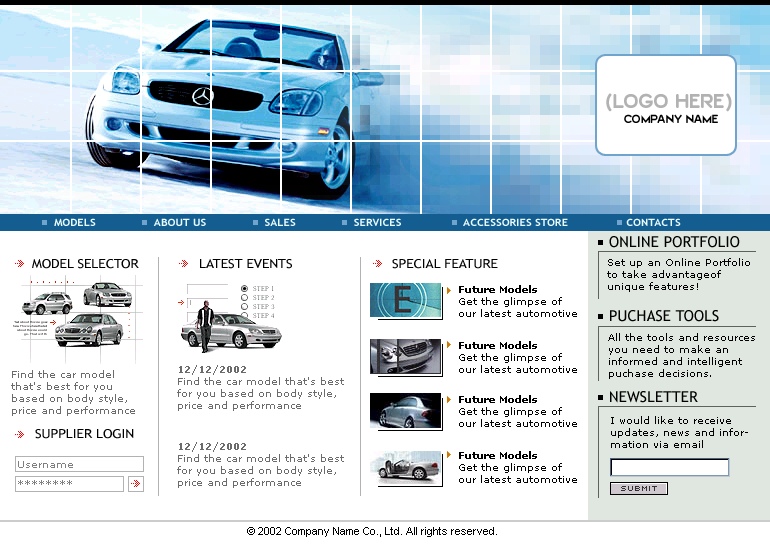 (LOGO HERE)
COMPANY NAME
MODELS
ABOUT US
SALES
SERVICES
ACCESSORIES STORE
CONTACTS
MODEL SELECTOR
Find the car model
that's best for you
based on body style,
price and performance
SUPPLIER LOGIN
Username
********
LATEST EVENTS
STEP 1
STEP 2
STEP 3
STEP 4
12/12/2002
Find the car model that's best
for you based on body style,
price and performance
12/12/2002
Find the car model that's best
for you based on body style,
price and performance
SPECIAL FEATURE
E
Future Models
Get the glimpse of
our latest automotive
Future Models
Get the glimpse of
our latest automotive
Future Models
Get the glimpse of
our latest automotive
Future Models
Get the glimpse of
our latest automotive
ONLINE PORTFOLIO
Set up an Online Portfolio
to take advantageof
unique features!
PUCHASE TOOLS
All the tools and resources
you need to make an
informed and intelligent
puchase decisions.
NEWSLETTER
I would like to receive
updates, news and infor-
mation via email
SUBMIT
© 2002 Company Name Co., Ltd. All rights reserved.